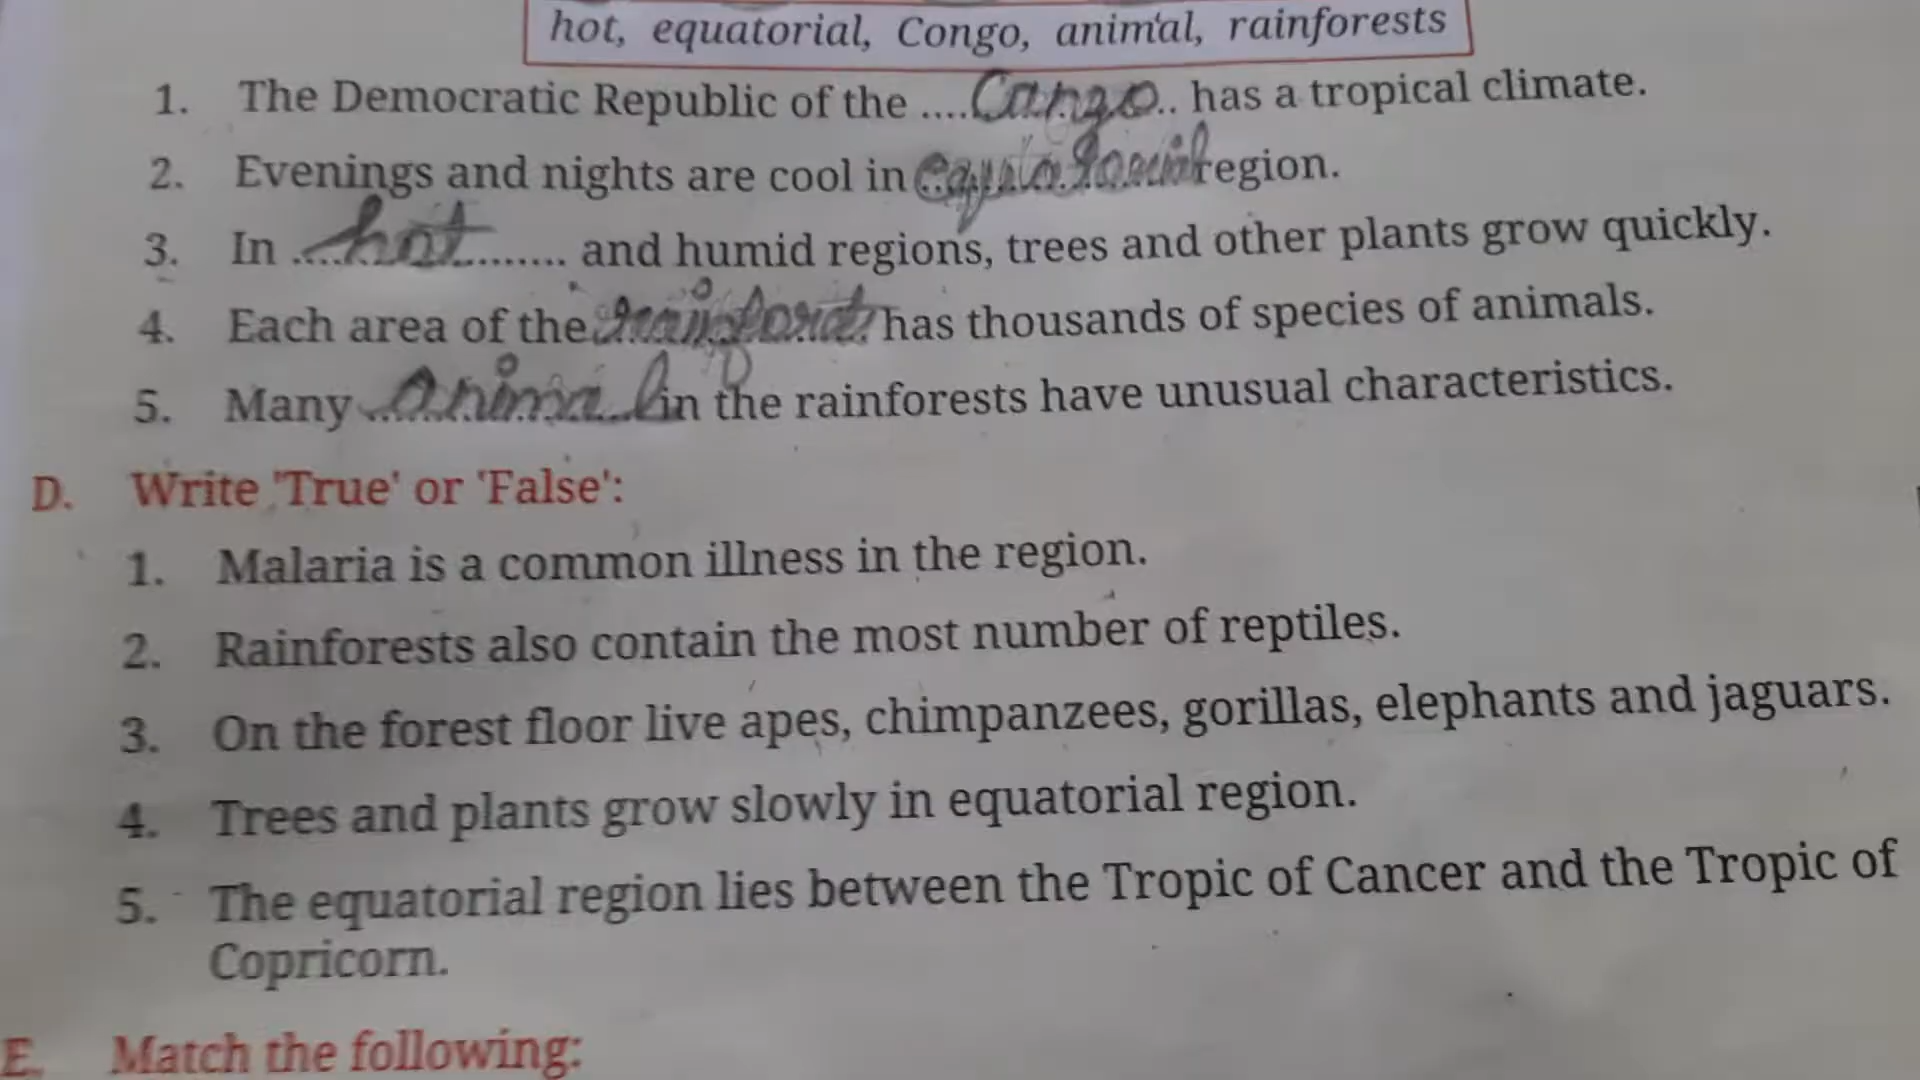 hot, equatorial, Congo, animal, rainforests
1. The Democratic Republic of the ....Congo.. has a tropical climate.
2. Evenings and nights are cool in equatorial region.
3. In ....hot......... and humid regions, trees and other plants grow quickly.
4. Each area of the has thousands of species of animals.
5. Many animal in the rainforests have unusual characteristics.
D. Write 'True' or 'False':
1. Malaria is a common illness in the region.
2. Rainforests also contain the most number of reptiles.
3. On the forest floor live apes, chimpanzees, gorillas, elephants and jaguars.
4. Trees and plants grow slowly in equatorial region.
5. The equatorial region lies between the Tropic of Cancer and the Tropic of
Copricorn.
E. Match the following: